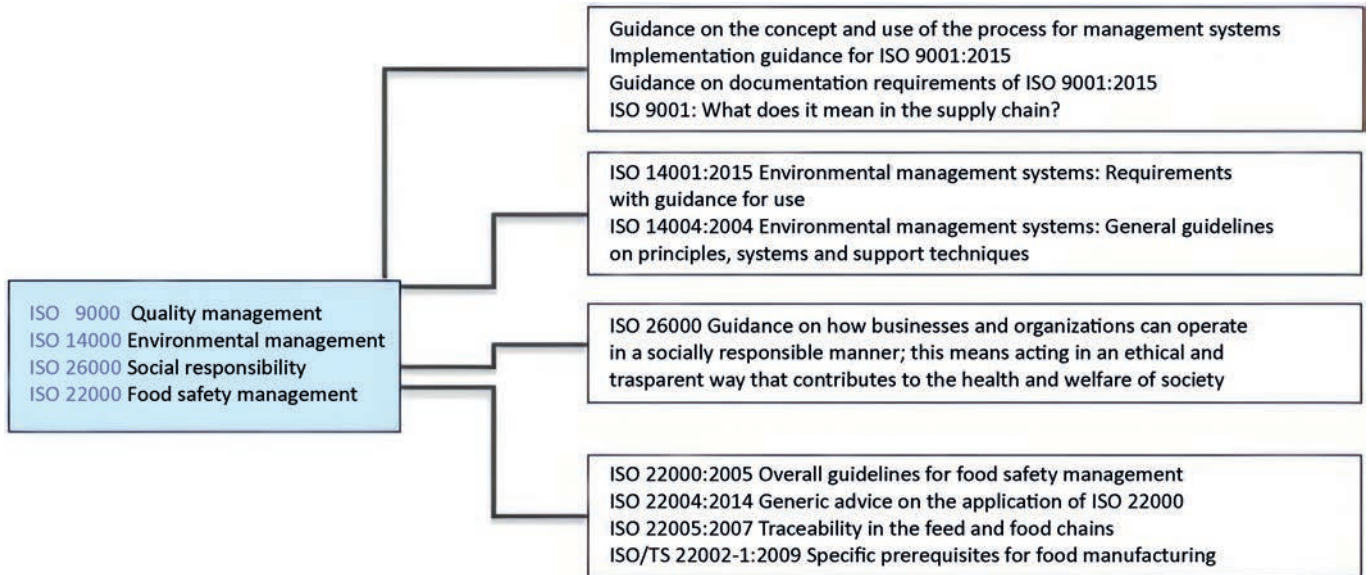 Guidance on the concept and use of the process for management systems
Implementation guidance for ISO 9001:2015
Guidance on documentation requirements of ISO 9001:2015
ISO 9001: What does it mean in the supply chain?
ISO 14001:2015 Environmental management systems: Requirements
with guidance for use
ISO 14004:2004 Environmental management systems: General guidelines
on principles, systems and support techniques
ISO 9000 Quality management
ISO 14000 Environmental management
ISO 26000 Social responsibility
ISO 22000 Food safety management
ISO 26000 Guidance on how businesses and organizations can operate
in a socially responsible manner; this means acting in an ethical and
trasparent way that contributes to the health and welfare of society
ISO 22000:2005 Overall guidelines for food safety management
ISO 22004:2014 Generic advice on the application of ISO 22000
ISO 22005:2007 Traceability in the feed and food chains
ISO/TS 22002-1:2009 Specific prerequisites for food manufacturing